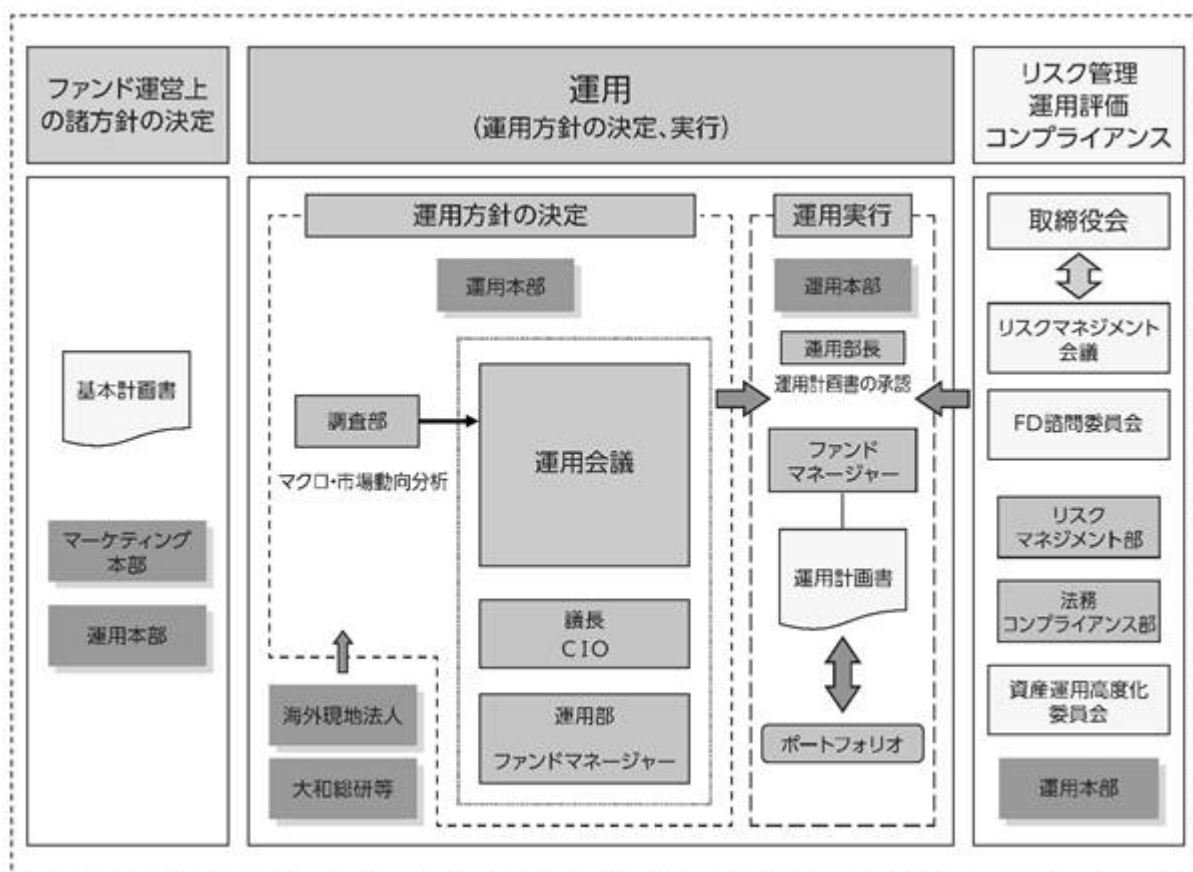 ファンド運営上
の諸方針の決定
基本計画書
マーケティング
本部
運用本部
運用
(運用方針の決定、実行)
運用方針の決定
運用本部
調査部
マクロ・市場動向分析
運用会議
議長
CIO
運用部
ファンドマネージャー
海外現地法人
大和総研等
運用実行
運用本部
運用部長
運用計画書の承認
ファンド
マネージャー
運用計画書
ポートフォリオ
リスク管理
運用評価
コンプライアンス
取締役会
リスクマネジメント
会議
FD諮問委員会
リスク
マネジメント部
法務
コンプライアンス部
資産運用高度化
委員会
運用本部